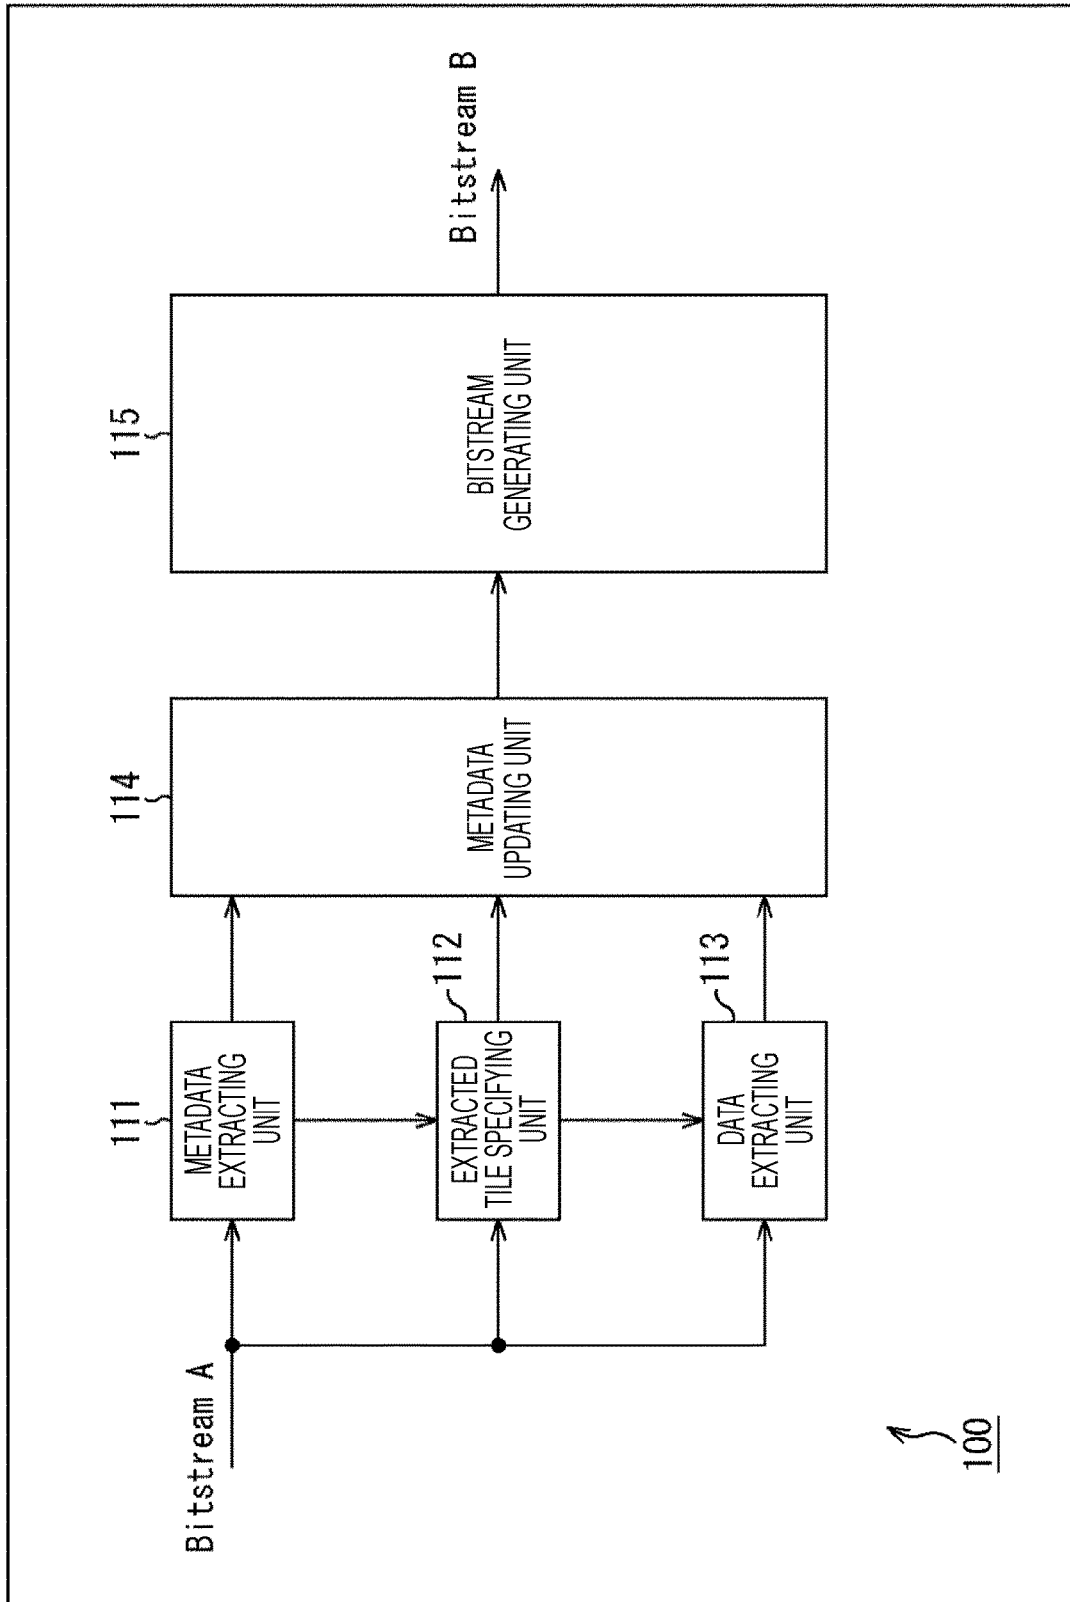 Bitstream A
111
METADATA
EXTRACTING
UNIT
112
EXTRACTED
TILE SPECIFYING
UNIT
113
DATA
EXTRACTING
UNIT
114
METADATA
UPDATING UNIT
115
BITSTREAM
GENERATING UNIT
Bitstream B
100